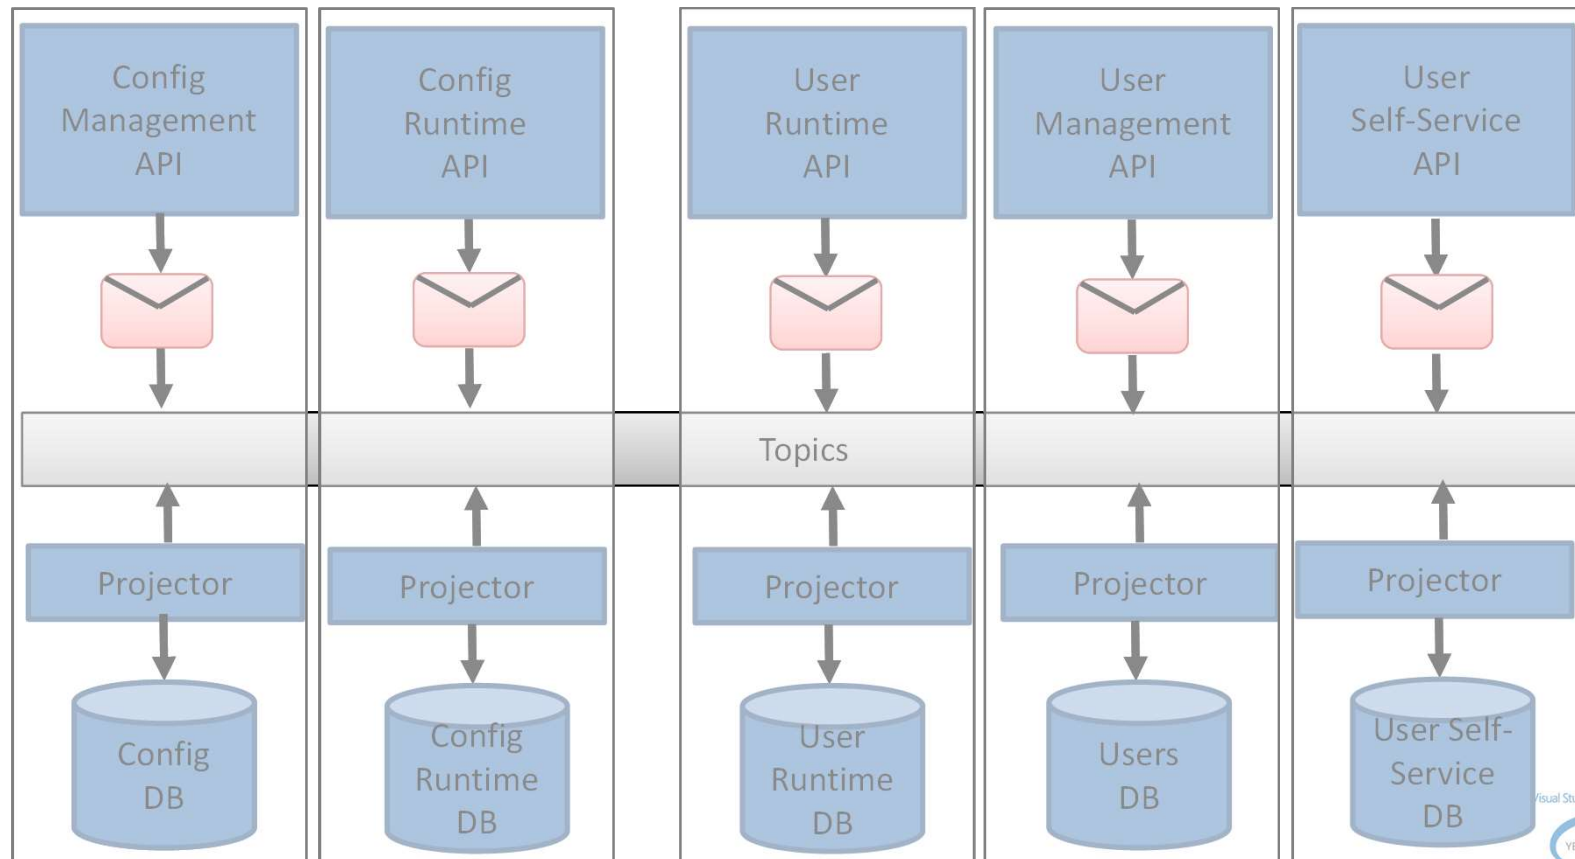 Config
Management
API
Config
Runtime
API
User
Runtime
API
User
Management
API
User
Self-Service
API
Topics
Projector
Projector
Projector
Projector
Projector
Config
DB
Config
Runtime
DB
User
Runtime
DB
Users
DB
User Self-
Service
DB
Visual